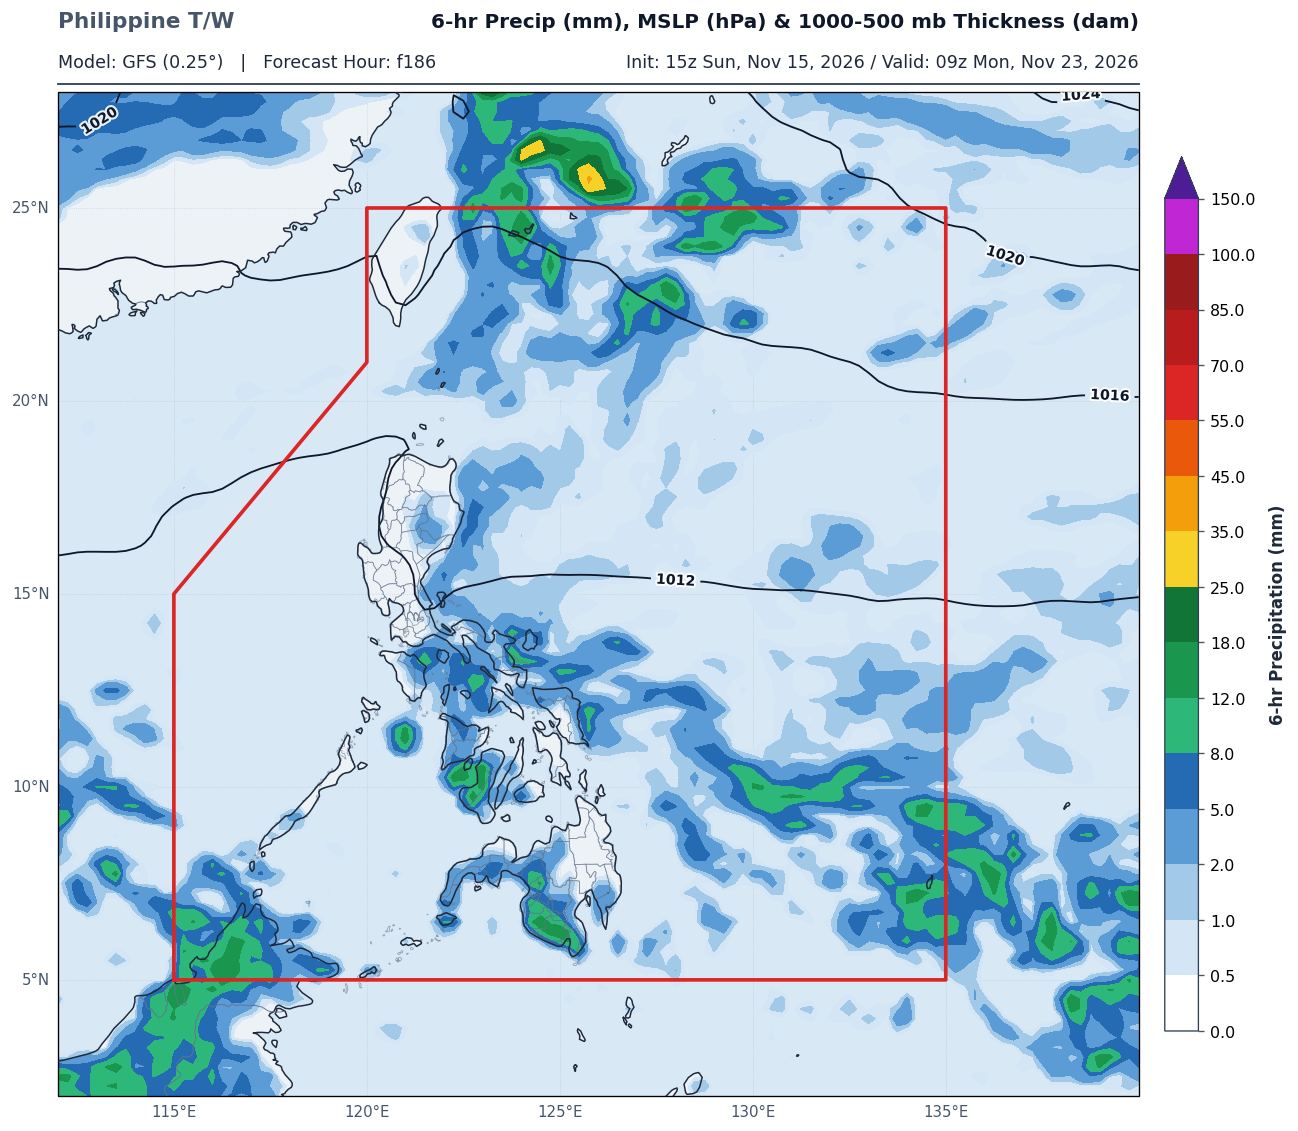 Philippine T/W
6-hr Precip (mm), MSLP (hPa) & 1000-500 mb Thickness (dam)
Model: GFS (0.25°) | Forecast Hour: f186
Init: 15z Sun, Nov 15, 2026 / Valid: 09z Mon, Nov 23, 2026
1024
1020
1020
1016
1012
25°N
20°N
15°N
10°N
5°N
115°E
120°E
125°E
130°E
135°E
150.0
100.0
85.0
70.0
55.0
45.0
35.0
25.0
18.0
12.0
8.0
5.0
2.0
1.0
0.5
0.0
6-hr Precipitation (mm)